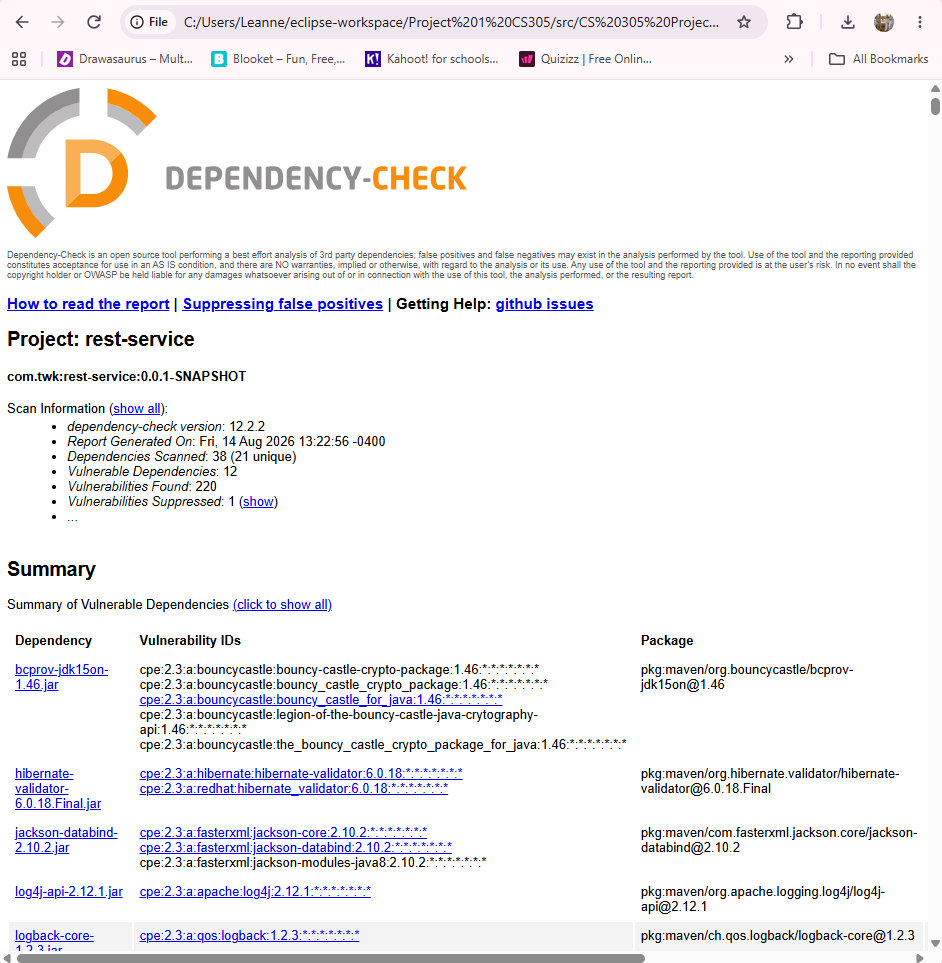 File
C:/Users/Leanne/eclipse-workspace/Project%201%20CS305/src/CS%20305%20Projec...
Drawasaurus – Mult...
Blooket – Fun, Free,...
K!
Kahoot! for schools...
Quizizz | Free Onlin...
»
All Bookmarks
D
DEPENDENCY-CHECK
Dependency-Check is an open source tool performing a best effort analysis of 3rd party dependencies; false positives and false negatives may exist in the analysis performed by the tool. Use of the tool and the reporting provided
constitutes acceptance for use in an AS IS condition, and there are NO warranties, implied or otherwise, with regard to the analysis or its use. Any use of the tool and the reporting provided is at the user's risk. In no event shall the
copyright holder or OWASP be held liable for any damages whatsoever arising out of or in connection with the use of this tool, the analysis performed, or the resulting report.
How to read the report | Suppressing false positives | Getting Help: github issues
Project: rest-service
com.twk:rest-service:0.0.1-SNAPSHOT
Scan Information (show all):
• dependency-check version: 12.2.2
• Report Generated On: Fri, 14 Aug 2026 13:22:56 -0400
• Dependencies Scanned: 38 (21 unique)
• Vulnerable Dependencies: 12
• Vulnerabilities Found: 220
• Vulnerabilities Suppressed: 1 (show)
• ...
Summary
Summary of Vulnerable Dependencies (click to show all)
Dependency
Vulnerability IDs
Package
bcprov-jdk15on-
1.46.jar
cpe:2.3:a:bouncycastle:bouncy-castle-crypto-package:1.46:*:*:*:*:*:*:*
cpe:2.3:a:bouncycastle:bouncy_castle_crypto_package:1.46:*:*:*:*:*:*:*
cpe:2.3:a:bouncycastle:bouncy_castle_for_java:1.46:*:*:*:*:*:*:*
cpe:2.3:a:bouncycastle:legion-of-the-bouncy-castle-java-crytography-
api:1.46:*:*:*:*:*:*:*
cpe:2.3:a:bouncycastle:the_bouncy_castle_crypto_package_for_java:1.46:*:*:*:*:*:*:*
pkg:maven/org.bouncycastle/bcprov-
jdk15on@1.46
hibernate-
validator-
6.0.18.Final.jar
cpe:2.3:a:hibernate:hibernate-validator:6.0.18:*:*:*:*:*:*:*
cpe:2.3:a:redhat:hibernate_validator:6.0.18:*:*:*:*:*:*:*
pkg:maven/org.hibernate.validator/hibernate-
validator@6.0.18.Final
jackson-databind-
2.10.2.jar
cpe:2.3:a:fasterxml:jackson-core:2.10.2:*:*:*:*:*:*:*
cpe:2.3:a:fasterxml:jackson-databind:2.10.2:*:*:*:*:*:*:*
cpe:2.3:a:fasterxml:jackson-modules-java8:2.10.2:*:*:*:*:*:*:*
pkg:maven/com.fasterxml.jackson.core/jackson-
databind@2.10.2
log4j-api-2.12.1.jar
cpe:2.3:a:apache:log4j:2.12.1:*:*:*:*:*:*:*
pkg:maven/org.apache.logging.log4j/log4j-
api@2.12.1
logback-core-
1.2.3.jar
cpe:2.3:a:qos:logback:1.2.3:*:*:*:*:*:*:*
pkg:maven/ch.qos.logback/logback-core@1.2.3